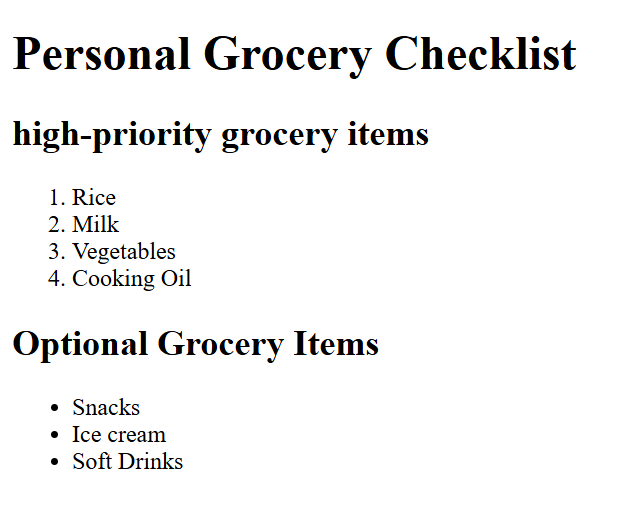 Personal Grocery Checklist
high-priority grocery items
1. Rice
2. Milk
3. Vegetables
4. Cooking Oil
Optional Grocery Items
• Snacks
• Ice cream
• Soft Drinks